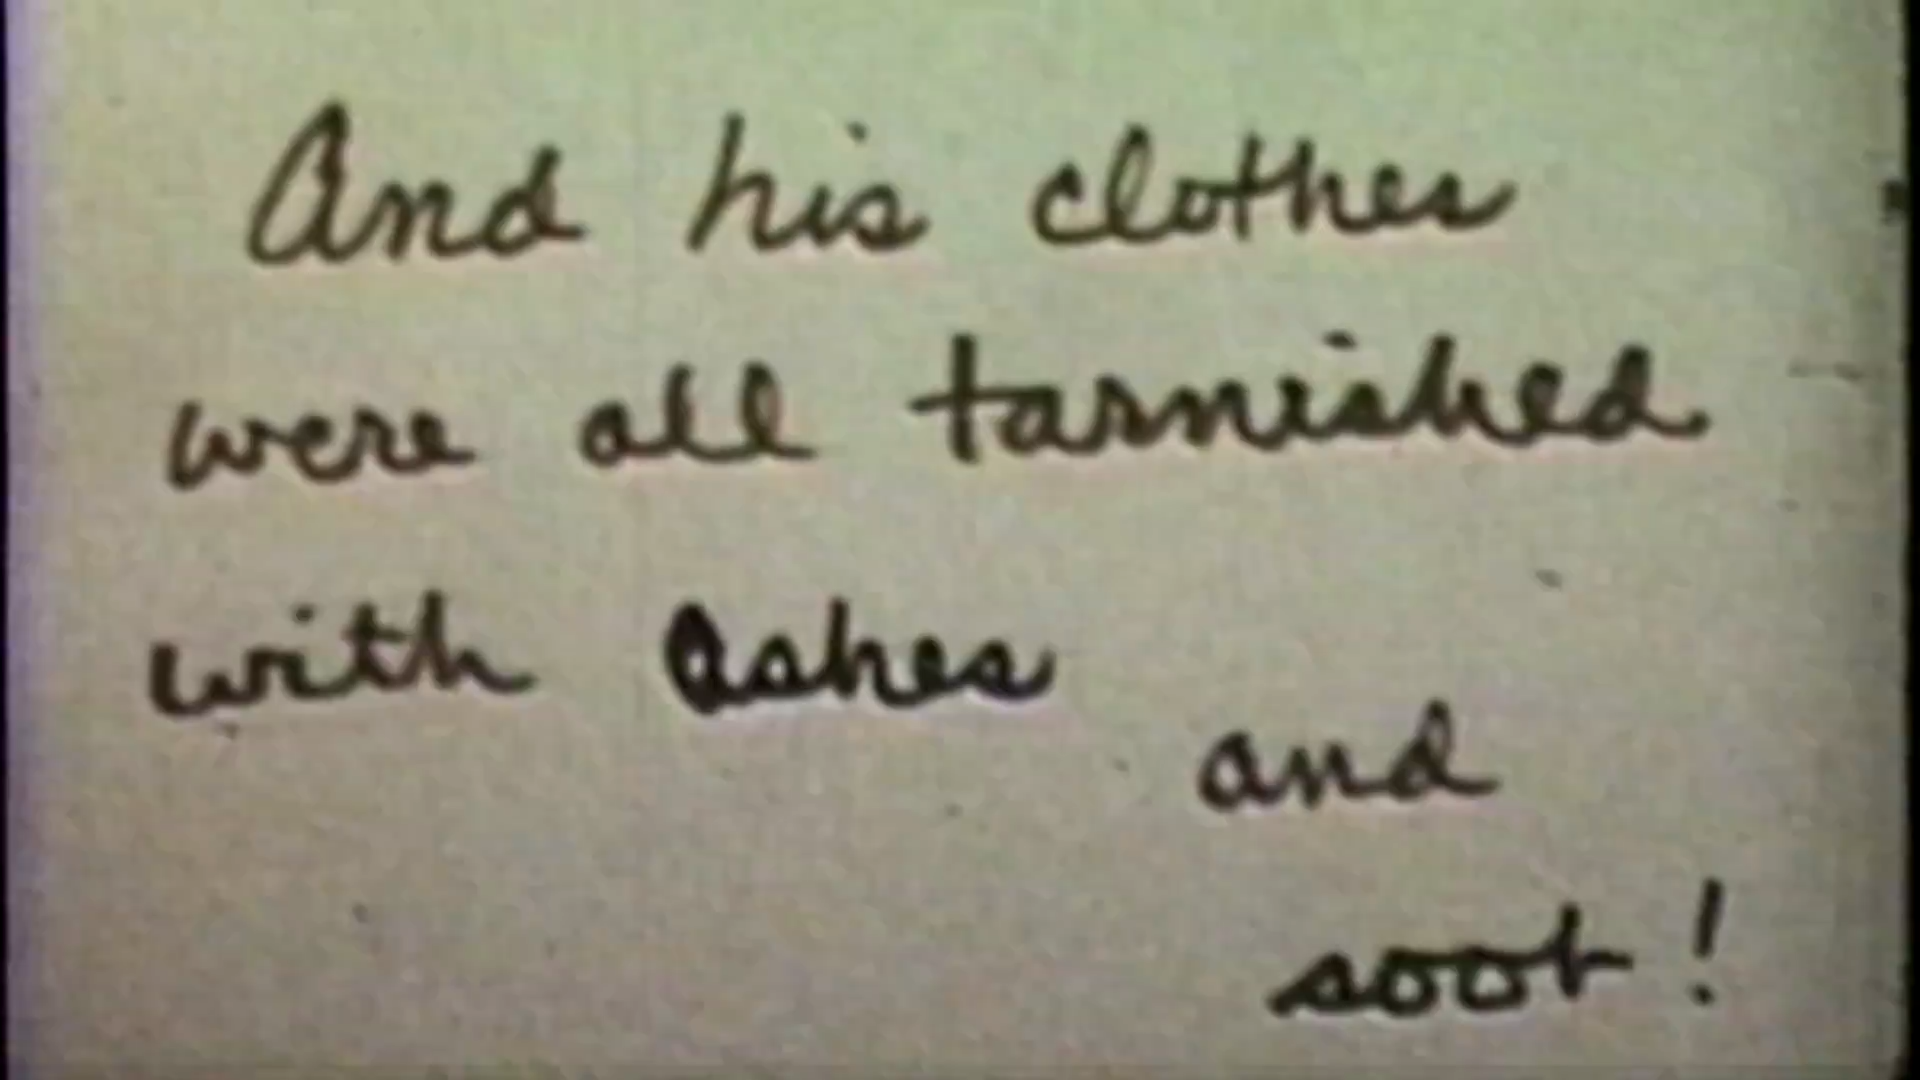 And his clothes
were all tarnished
with ashes
and
soot!